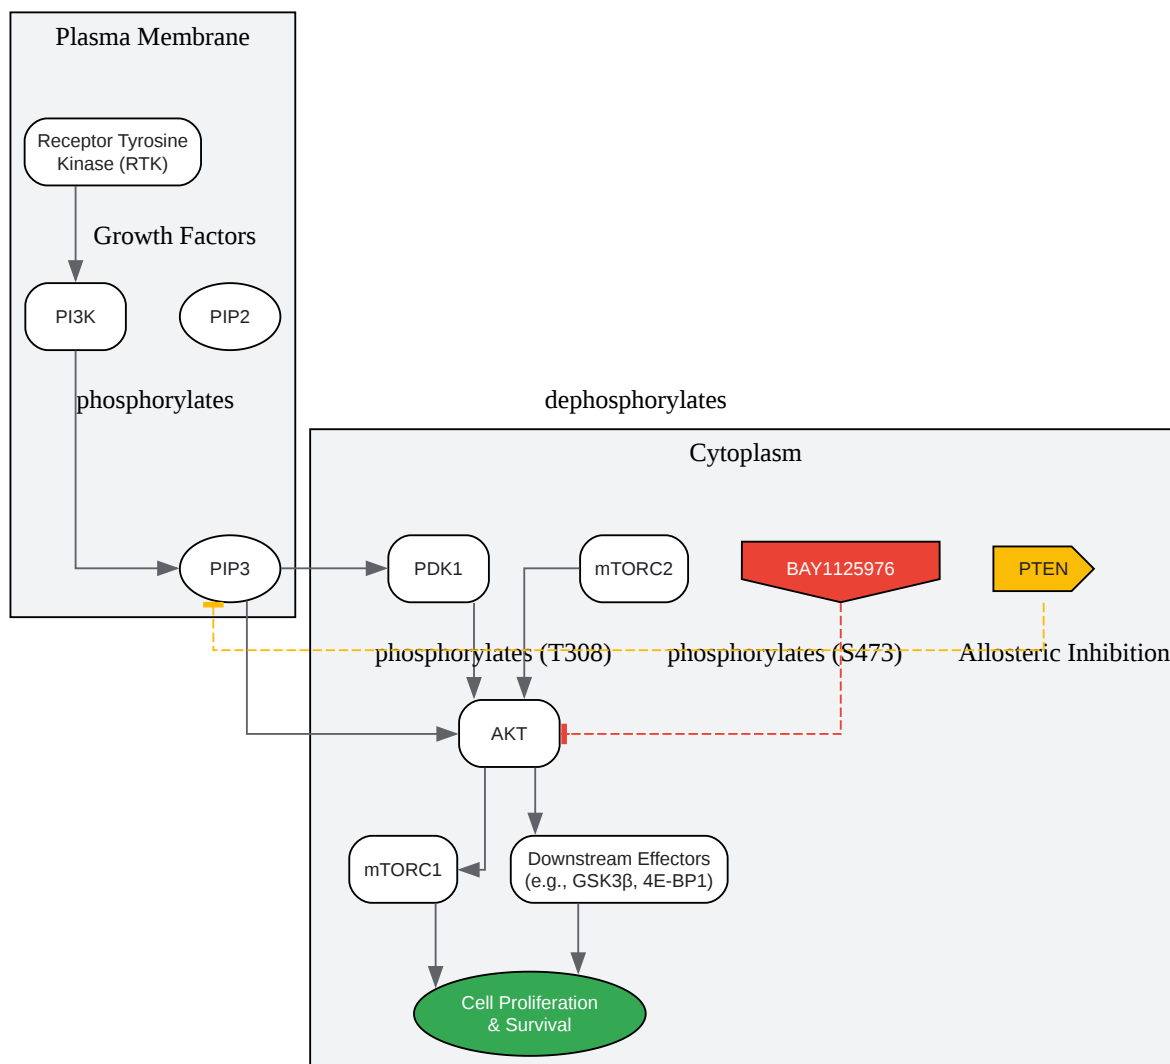 Plasma Membrane
Receptor Tyrosine
Kinase (RTK)
Growth Factors
PI3K
PIP2
phosphorylates
dephosphorylates
Cytoplasm
PIP3
PDK1
mTORC2
BAY1125976
PTEN
phosphorylates (T308)
phosphorylates (S473)
Allosteric Inhibition
AKT
mTORC1
Downstream Effectors
(e.g., GSK3β, 4E-BP1)
Cell Proliferation
& Survival